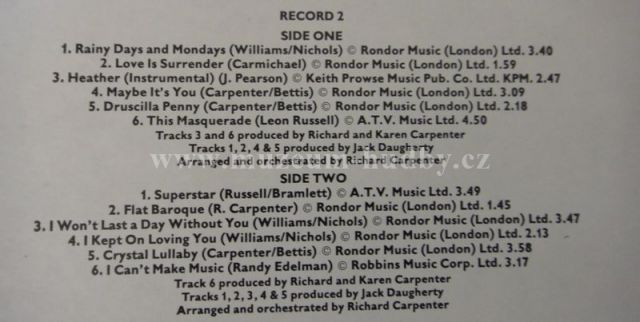 RECORD 2
SIDE ONE
1. Rainy Days and Mondays (Williams/Nichols) © Rondor Music (London) Ltd. 3.40
2. Love Is Surrender (Carmichael) © Rondor Music (London) Ltd. 1.59
3. Heather (Instrumental) (J. Pearson) © Keith Prowse Music Pub. Co. Ltd. KPM. 2.47
4. Maybe It's You (Carpenter/Bettis) © Rondor Music (London) Ltd. 3.09
5. Druscilla Penny (Carpenter/Bettis) © Rondor Music (London) Ltd. 2.18
6. This Masquerade (Leon Russell) © A.T.V. Music Ltd. 4.50
Tracks 3 and 6 produced by Richard and Karen Carpenter
Tracks 1, 2, 4 & 5 produced by Jack Daugherty
Arranged and orchestrated by Richard Carpenter
SIDE TWO
1. Superstar (Russell/Bramlett) © A.T.V. Music Ltd. 3.49
2. Flat Baroque (R. Carpenter) © Rondor Music (London) Ltd. 1.45
3. I Won't Last a Day Without You (Williams/Nichols) © Rondor Music (London) Ltd. 3.47
4. I Kept On Loving You (Williams/Nichols) © Rondor Music (London) Ltd. 2.13
5. Crystal Lullaby (Carpenter/Bettis) © Rondor Music (London) Ltd. 3.58
6. I Can't Make Music (Randy Edelman) © Robbins Music Corp. Ltd. 3.17
Track 6 produced by Richard and Karen Carpenter
Tracks 1, 2, 3, 4 & 5 produced by Jack Daugherty
Arranged and orchestrated by Richard Carpenter